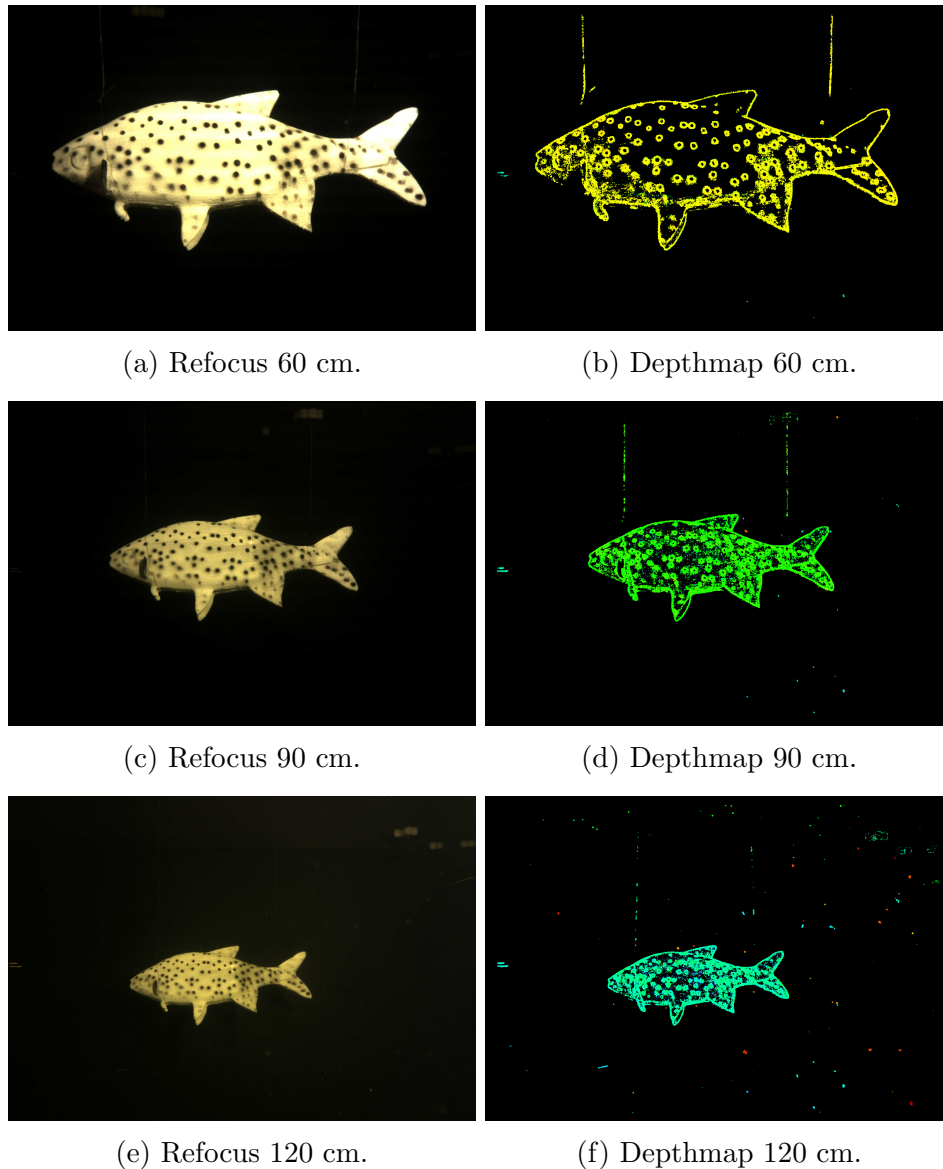 (a) Refocus 60 cm.
(b) Depthmap 60 cm.
(c) Refocus 90 cm.
(d) Depthmap 90 cm.
(e) Refocus 120 cm.
(f) Depthmap 120 cm.